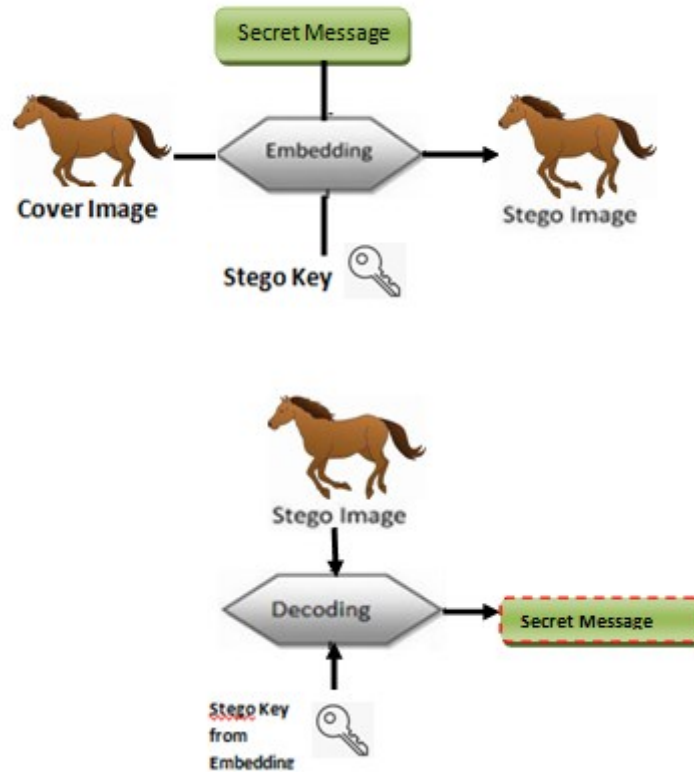 Secret Message
Embedding
Cover Image
Stego Image
Stego Key
Stego Image
Decoding
Secret Message
Stego Key
from
Embedding